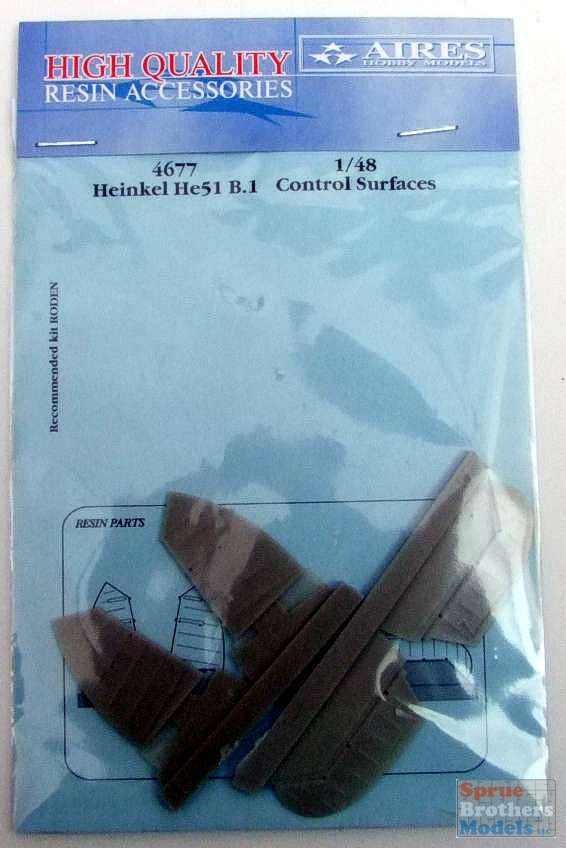 HIGH QUALITY
RESIN ACCESSORIES
AIRES
HOBBY MODELS
4677 1/48
Heinkel He51 B.1 Control Surfaces
Recommended kit RODEN
RESIN PARTS
Sprue
Brothers
Models LLC